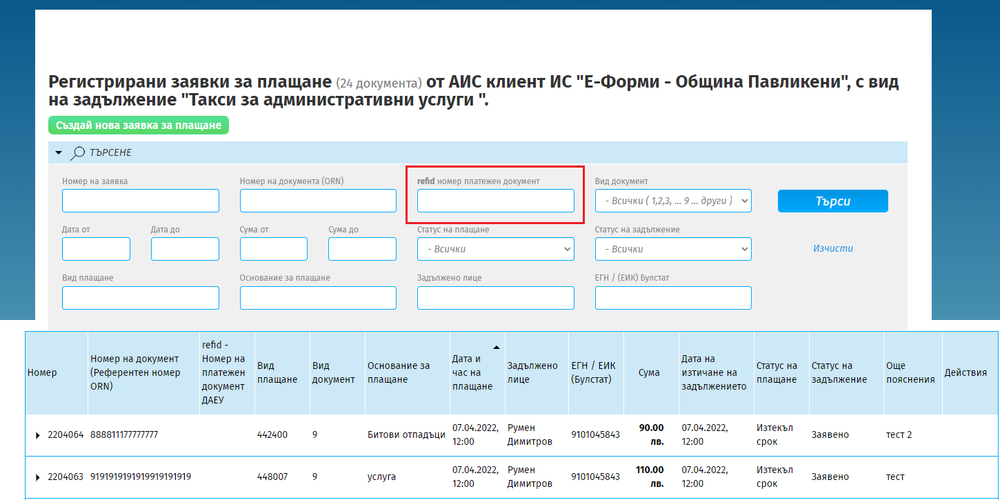 Регистрирани заявки за плащане (24 документа) от АИС клиент ИС "Е-Форми - Община Павликени", с вид
на задължение "Такси за административни услуги ".
Създай нова заявка за плащане
ТЪРСЕНЕ
Номер на заявка
Номер на документа (ORN)
refid номер платежен документ
Вид документ
- Всички ( 1,2,3, ... 9 ... други )
Търси
Дата от
Дата до
Сума от
Сума до
Статус на плащане
Статус на задължение
- Всички
- Всички
Изчисти
Вид плащане
Основание за плащане
Задължено лице
ЕГН / (ЕИК) Булстат
Номер
Номер на документ
(Референтен номер
ORN)
refid -
Номер на
платежен
документ
ДАЕУ
Вид
плащане
Вид
документ
Основание за
плащане
Дата и
час на
плащане
Задължено
лице
ЕГН / ЕИК
(Булстат)
Сума
Дата на
изтичане на
задължението
Статус на
плащане
Статус на
задължение
Още
пояснения
Действия
2204064
888811177777777
442400
9
Битови отпадъци
07.04.2022,
12:00
Румен
Димитров
9101045843
90.00
лв.
07.04.2022,
12:00
Изтекъл
срок
Заявено
тест 2
2204063
9191919191919919191919
448007
9
услуга
07.04.2022,
12:00
Румен
Димитров
9101045843
110.00
лв.
07.04.2022,
12:00
Изтекъл
срок
Заявено
тест